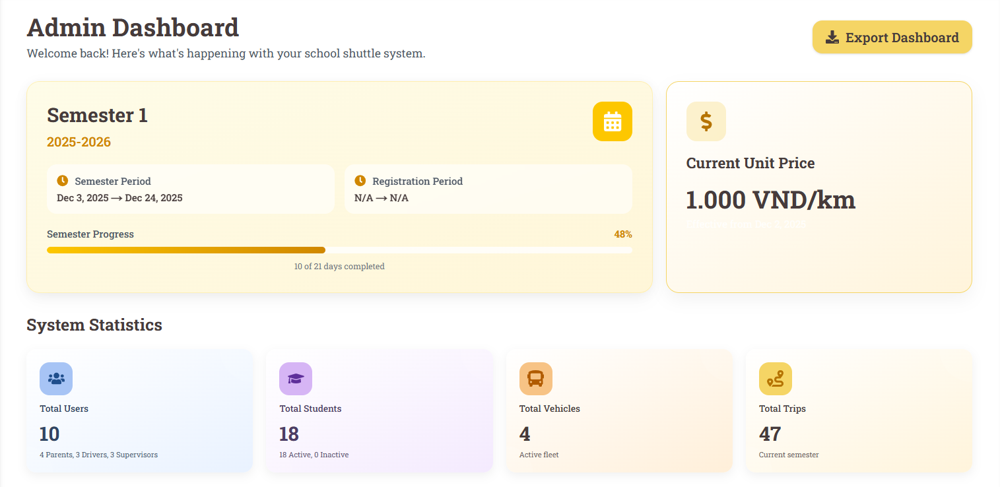 Admin Dashboard
Welcome back! Here's what's happening with your school shuttle system.
Export Dashboard
Semester 1
2025-2026
Semester Period
Dec 3, 2025 → Dec 24, 2025
Registration Period
N/A → N/A
Semester Progress
48%
10 of 21 days completed
Current Unit Price
1.000 VND/km
Effective from Dec 2, 2025
System Statistics
Total Users
10
4 Parents, 3 Drivers, 3 Supervisors
Total Students
18
18 Active, 0 Inactive
Total Vehicles
4
Active fleet
Total Trips
47
Current semester